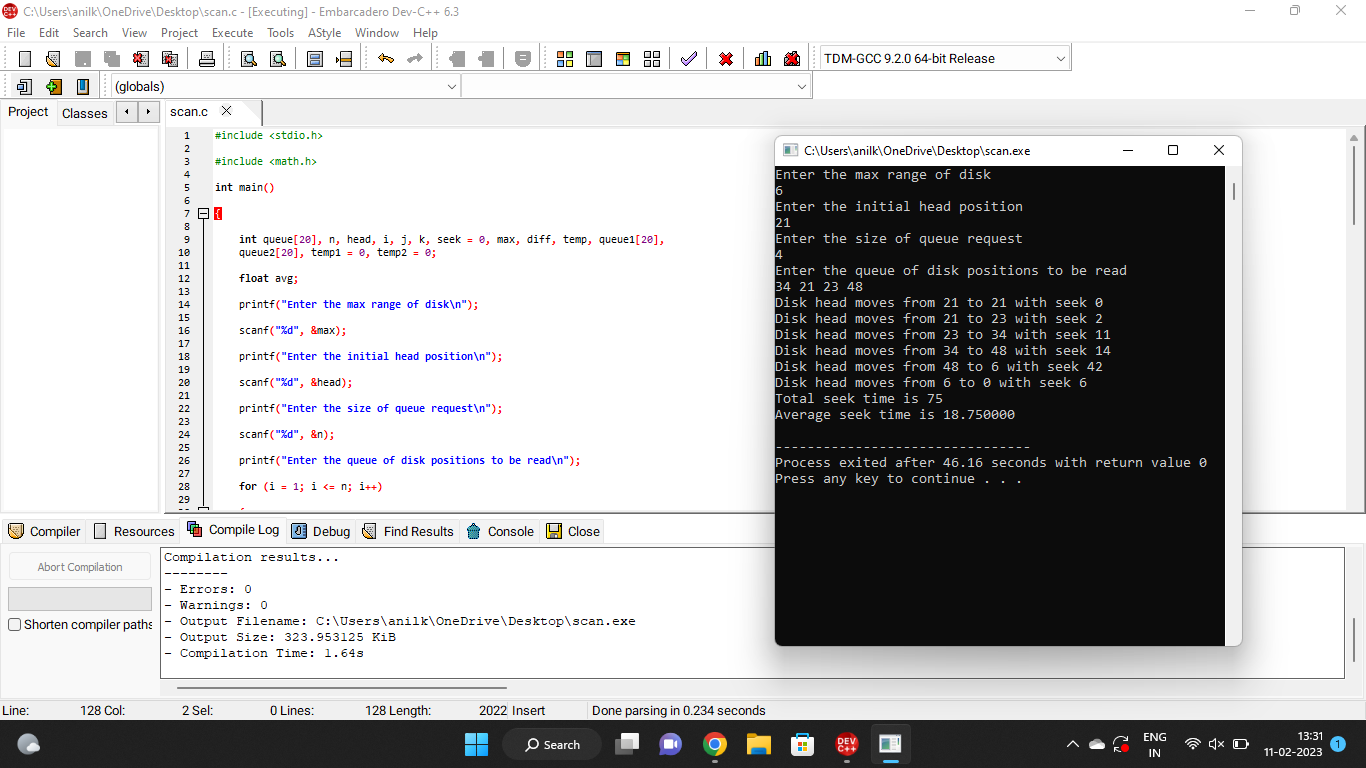 C:\Users\anilk\OneDrive\Desktop\scan.c - [Executing] - Embarcadero Dev-C++ 6.3
File Edit Search View Project Execute Tools AStyle Window Help
TDM-GCC 9.2.0 64-bit Release
(globals)
Project Classes
scan.c
1 #include <stdio.h>
2
3 #include <math.h>
4
5 int main()
6
7 {
8
9 int queue[20], n, head, i, j, k, seek = 0, max, diff, temp, queue1[20],
10 queue2[20], temp1 = 0, temp2 = 0;
11
12 float avg;
13
14 printf("Enter the max range of disk\n");
15
16 scanf("%d", &max);
17
18 printf("Enter the initial head position\n");
19
20 scanf("%d", &head);
21
22 printf("Enter the size of queue request\n");
23
24 scanf("%d", &n);
25
26 printf("Enter the queue of disk positions to be read\n");
27
28 for (i = 1; i <= n; i++)
29
C:\Users\anilk\OneDrive\Desktop\scan.exe
Enter the max range of disk
6
Enter the initial head position
21
Enter the size of queue request
4
Enter the queue of disk positions to be read
34 21 23 48
Disk head moves from 21 to 21 with seek 0
Disk head moves from 21 to 23 with seek 2
Disk head moves from 23 to 34 with seek 11
Disk head moves from 34 to 48 with seek 14
Disk head moves from 48 to 6 with seek 42
Disk head moves from 6 to 0 with seek 6
Total seek time is 75
Average seek time is 18.750000
--------------------------------
Process exited after 46.16 seconds with return value 0
Press any key to continue . . .
Compiler Resources Compile Log Debug Find Results Console Close
Abort Compilation
Shorten compiler paths
Compilation results...
--------
- Errors: 0
- Warnings: 0
- Output Filename: C:\Users\anilk\OneDrive\Desktop\scan.exe
- Output Size: 323.953125 KiB
- Compilation Time: 1.64s
Line: 128 Col: 2 Sel: 0 Lines: 128 Length: 2022 Insert Done parsing in 0.234 seconds
Search
DEV C++
ENG
IN
13:31
11-02-2023
1